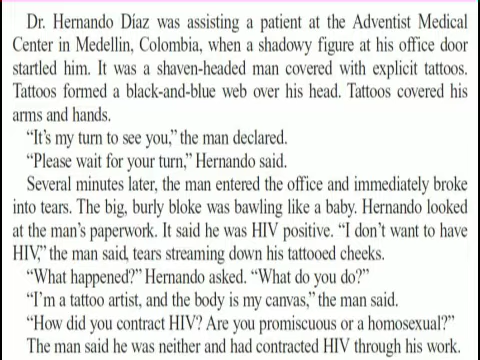 Dr. Hernando Díaz was assisting a patient at the Adventist Medical
Center in Medellin, Colombia, when a shadowy figure at his office door
startled him. It was a shaven-headed man covered with explicit tattoos.
Tattoos formed a black-and-blue web over his head. Tattoos covered his
arms and hands.
“It’s my turn to see you,” the man declared.
“Please wait for your turn,” Hernando said.
Several minutes later, the man entered the office and immediately broke
into tears. The big, burly bloke was bawling like a baby. Hernando looked
at the man’s paperwork. It said he was HIV positive. “I don’t want to have
HIV,” the man said, tears streaming down his tattooed cheeks.
“What happened?” Hernando asked. “What do you do?”
“I’m a tattoo artist, and the body is my canvas,” the man said.
“How did you contract HIV? Are you promiscuous or a homosexual?”
The man said he was neither and had contracted HIV through his work.